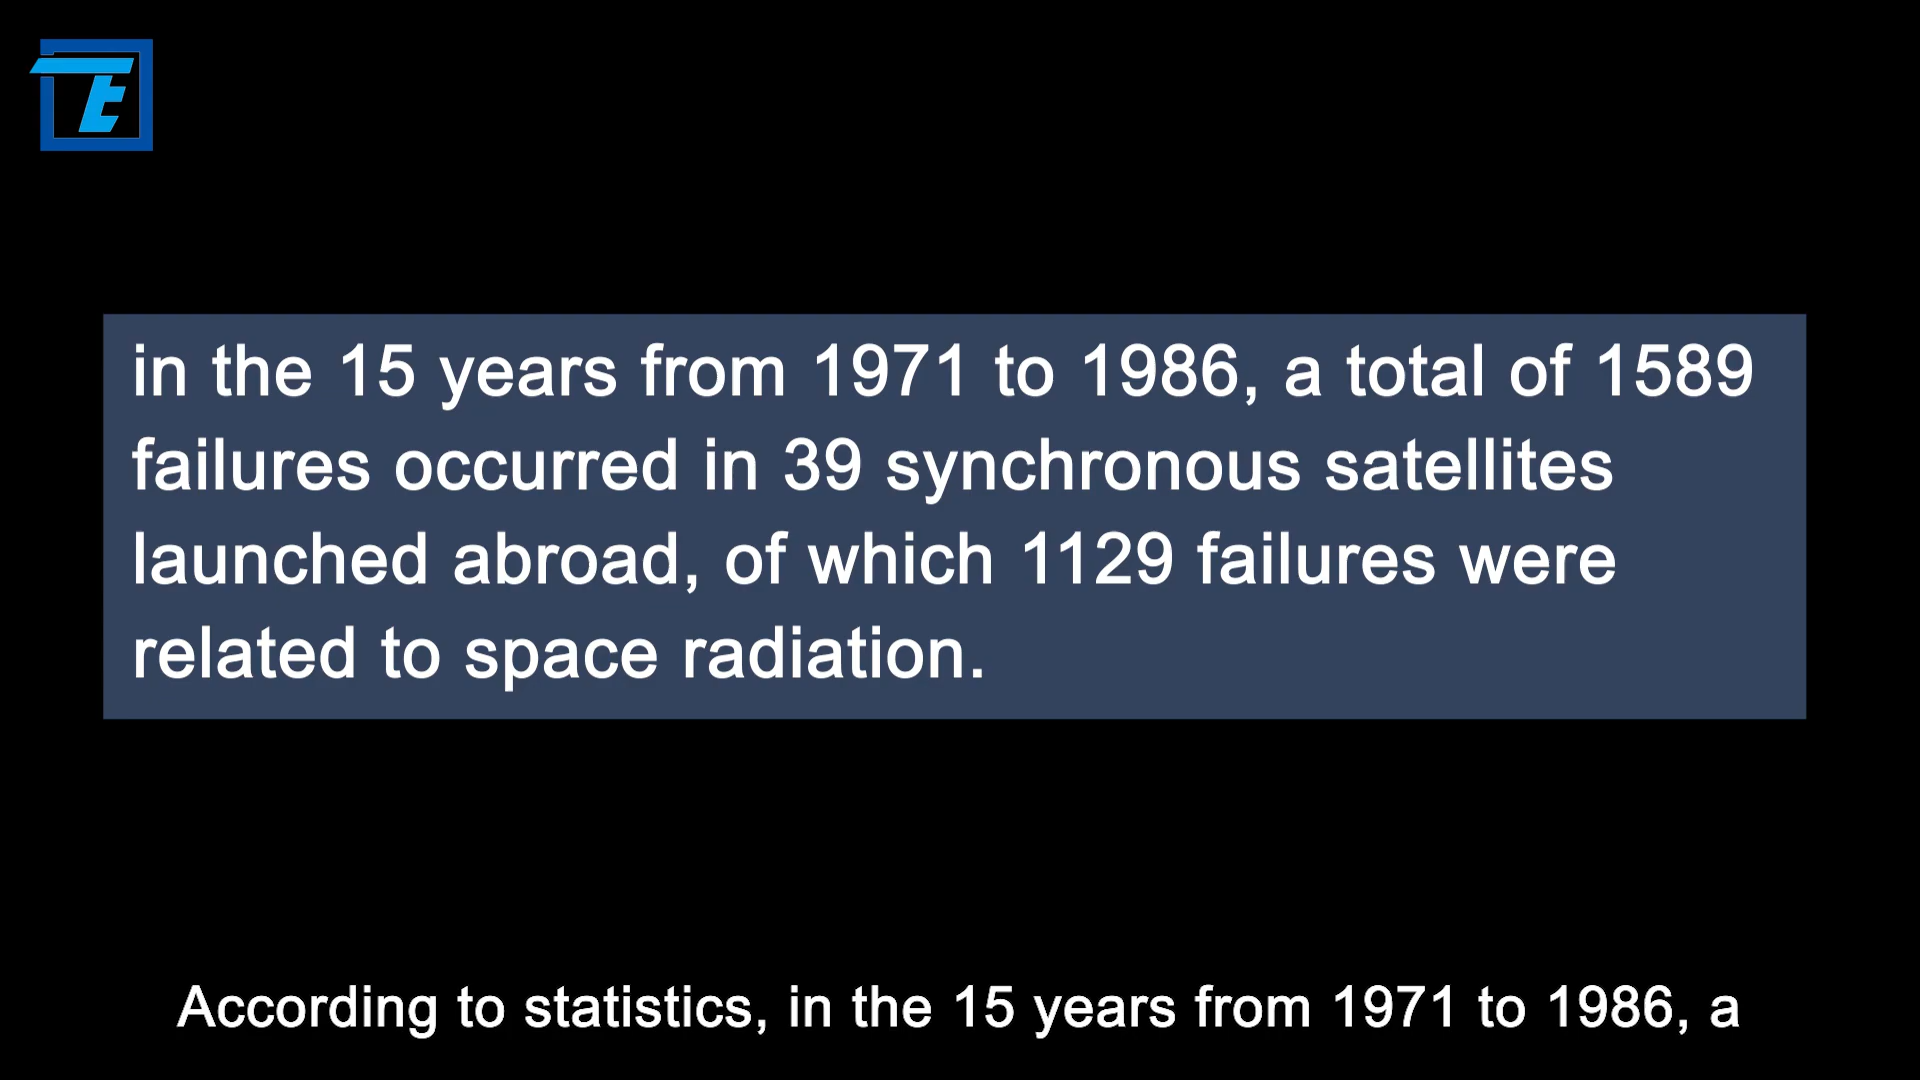 TE
in the 15 years from 1971 to 1986, a total of 1589
failures occurred in 39 synchronous satellites
launched abroad, of which 1129 failures were
related to space radiation.
According to statistics, in the 15 years from 1971 to 1986, a